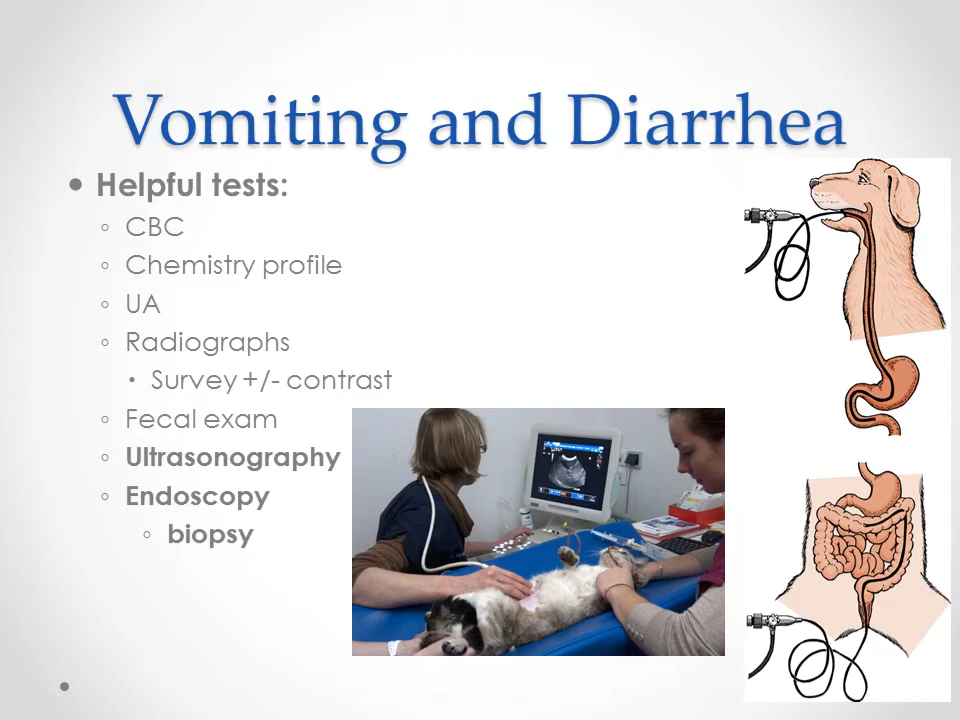 Vomiting and Diarrhea
• Helpful tests:
◦ CBC
◦ Chemistry profile
◦ UA
◦ Radiographs
▪ Survey +/- contrast
◦ Fecal exam
◦ Ultrasonography
◦ Endoscopy
◦ biopsy
•